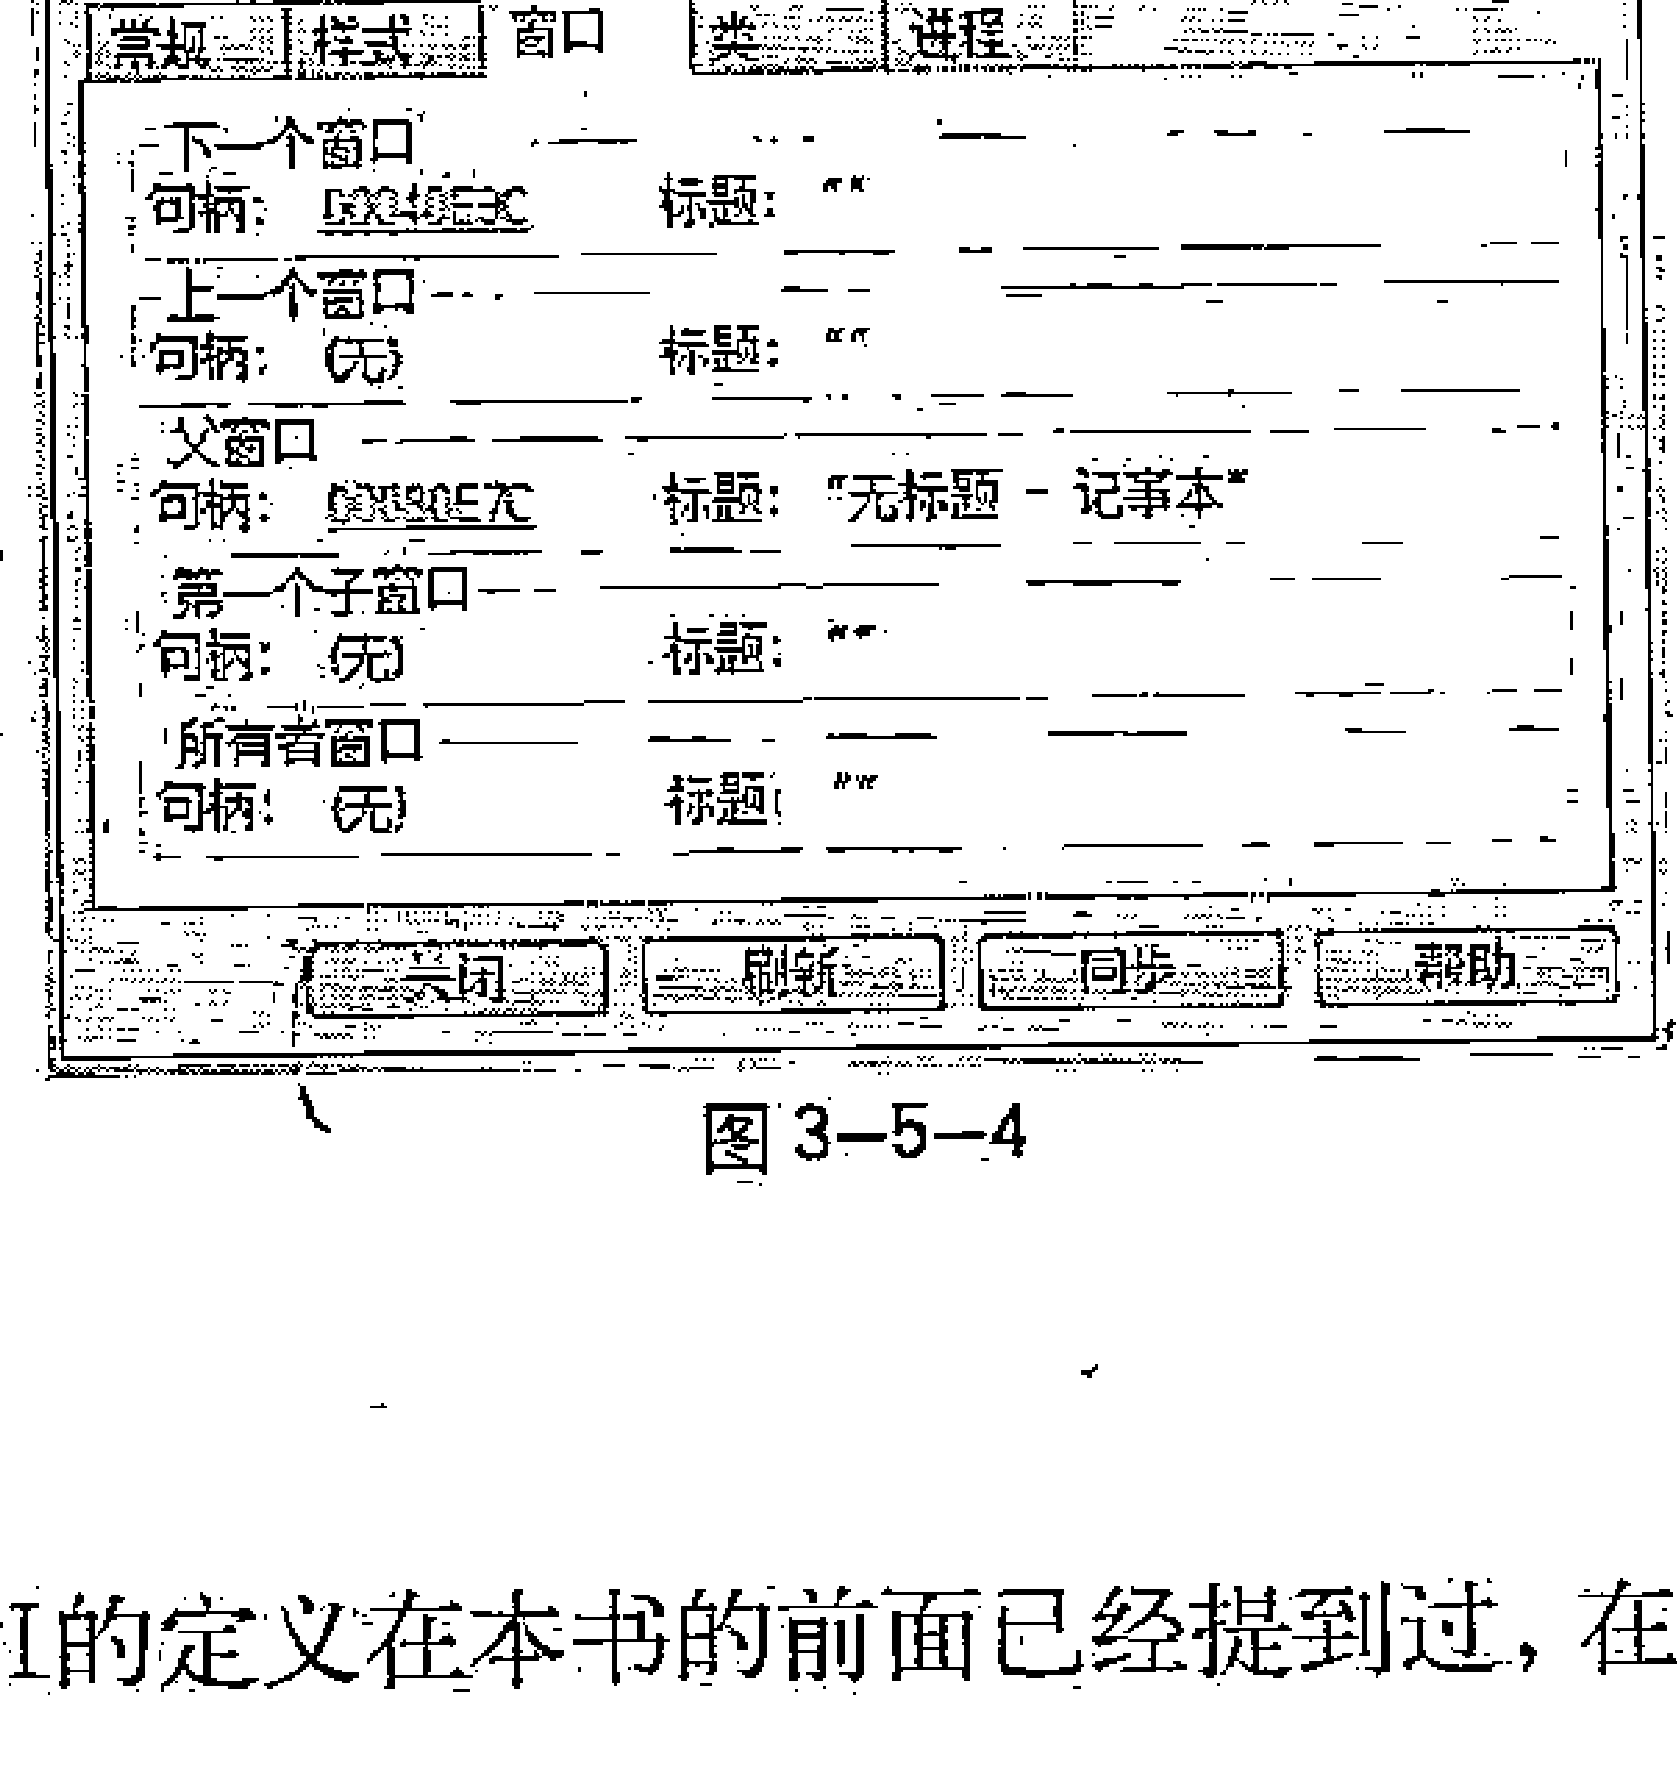 常规 样式 窗口 类 进程
下一个窗口
句柄: 标题: ""
上一个窗口
句柄: (无) 标题: ""
父窗口
句柄: 标题: "无标题 - 记事本"
第一个子窗口
句柄: (无) 标题: ""
所有者窗口
句柄: (无) 标题: ""
关闭 刷新 同步 帮助
图 3-5-4
I的定义在本书的前面已经提到过，在